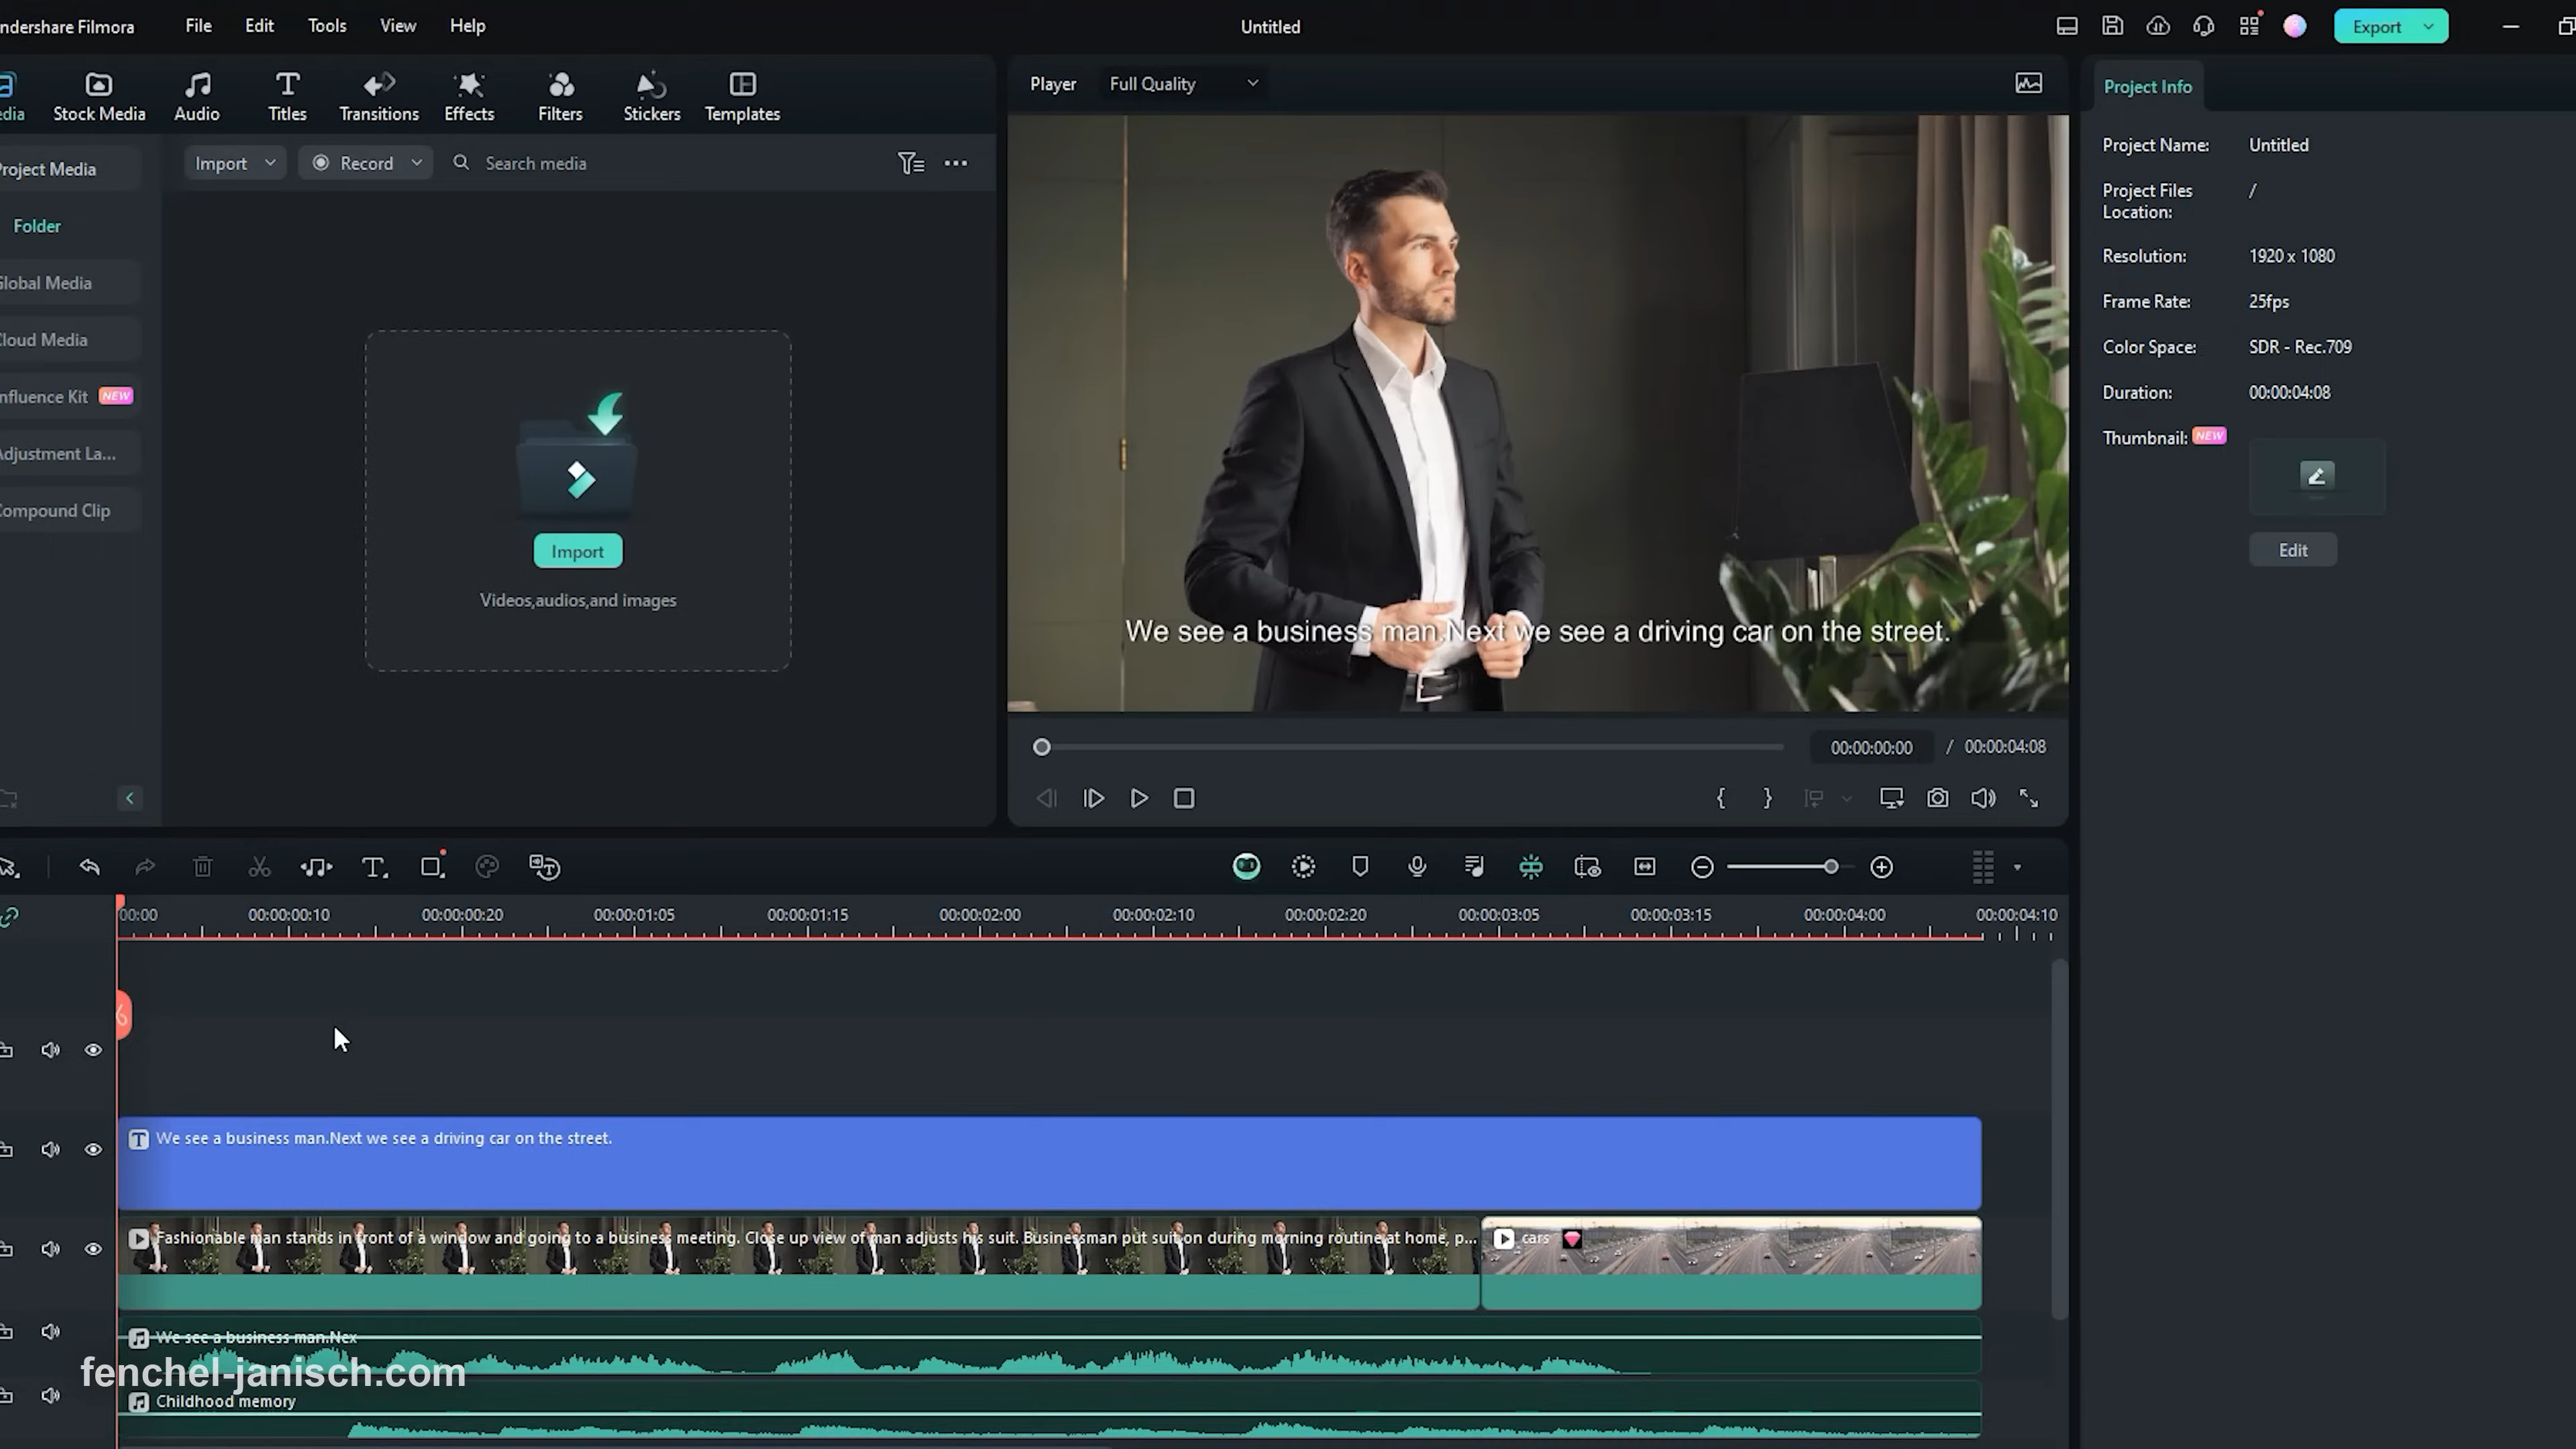 ndershare Filmora
File
Edit
Tools
View
Help
Untitled
Export
edia
Stock Media
Audio
Titles
Transitions
Effects
Filters
Stickers
Templates
Player
Full Quality
Project Info
Project Media
Import
Record
Search media
Folder
Global Media
Cloud Media
nfluence Kit NEW
Adjustment La...
Compound Clip
Import
Videos,audios,and images
We see a business man.Next we see a driving car on the street.
00:00:00:00 / 00:00:04:08
Project Name: Untitled
Project Files Location: /
Resolution: 1920 x 1080
Frame Rate: 25fps
Color Space: SDR - Rec.709
Duration: 00:00:04:08
Thumbnail: NEW
Edit
00:00 00:00:00:10 00:00:00:20 00:00:01:05 00:00:01:15 00:00:02:00 00:00:02:10 00:00:02:20 00:00:03:05 00:00:03:15 00:00:04:00 00:00:04:10
We see a business man.Next we see a driving car on the street.
Fashionable man stands in front of a window and going to a business meeting. Close up view of man adjusts his suit. Businessman put suit on during morning routine at home, p...
cars
We see a business man.Nex
fenchel-janisch.com
Childhood memory